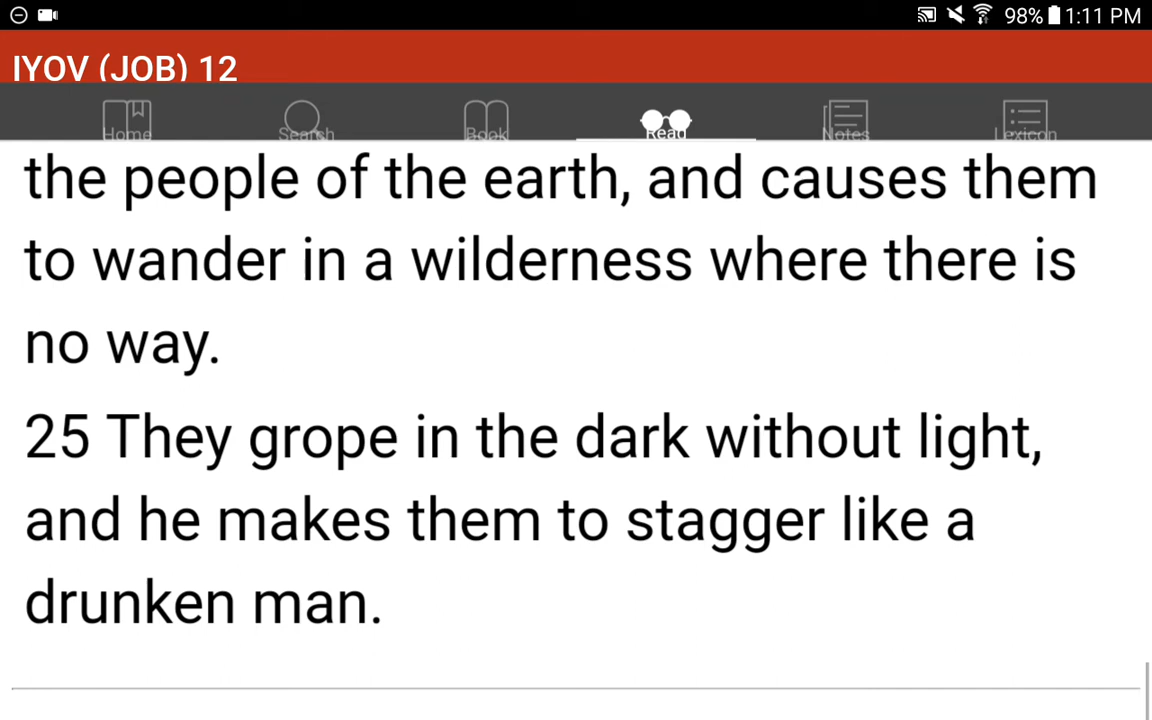 98% 1:11 PM
IYOV (JOB) 12
Home Search Book Read Notes Lexicon
the people of the earth, and causes them
to wander in a wilderness where there is
no way.
25 They grope in the dark without light,
and he makes them to stagger like a
drunken man.